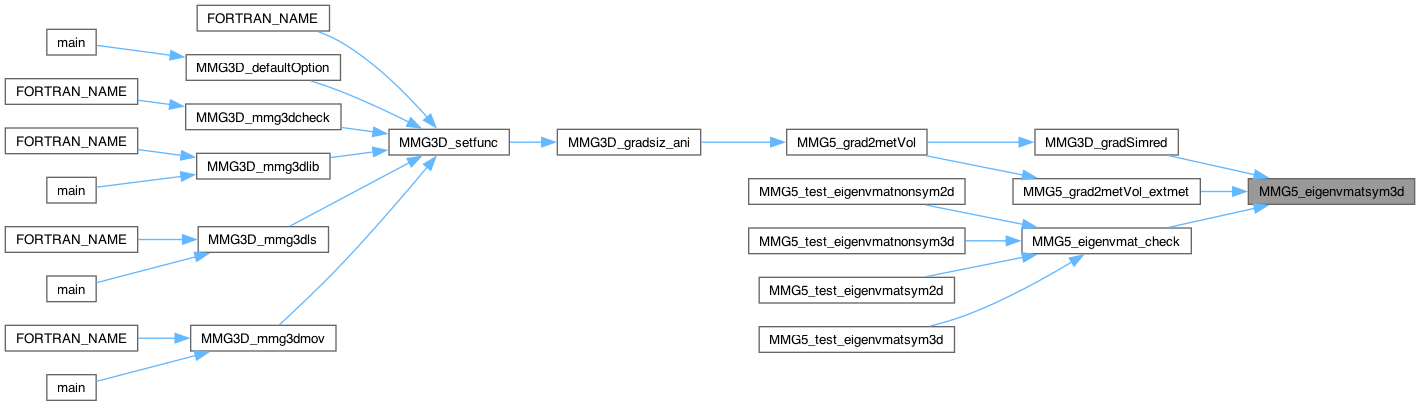 FORTRAN_NAME
main
MMG3D_defaultOption
FORTRAN_NAME
MMG3D_mmg3dcheck
FORTRAN_NAME
MMG3D_setfunc
MMG3D_gradsiz_ani
MMG5_grad2metVol
MMG3D_gradSimred
MMG3D_mmg3dlib
main
MMG5_test_eigenvmatnonsym2d
MMG5_grad2metVol_extmet
MMG5_eigenvmatsym3d
FORTRAN_NAME
MMG3D_mmg3dls
MMG5_test_eigenvmatnonsym3d
MMG5_eigenvmat_check
main
MMG5_test_eigenvmatsym2d
FORTRAN_NAME
MMG3D_mmg3dmov
MMG5_test_eigenvmatsym3d
main